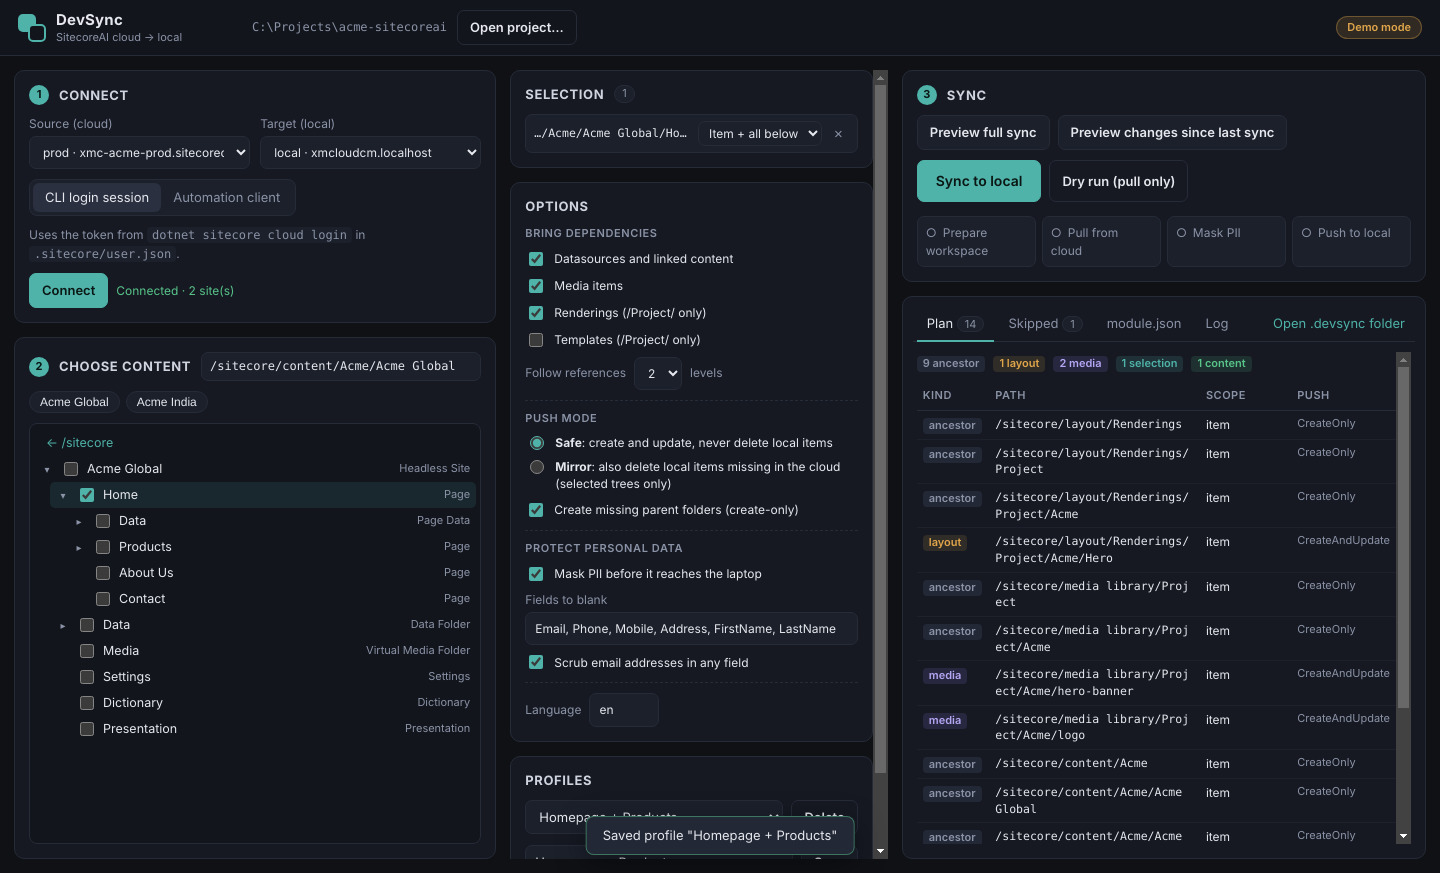 DevSync
SitecoreAI cloud → local
C:\Projects\acme-sitecoreai
Open project...
Demo mode
1 CONNECT
Source (cloud)
Target (local)
prod · xmc-acme-prod.sitecorec
local · xmcloudcm.localhost
CLI login session
Automation client
Uses the token from dotnet sitecore cloud login in
.sitecore/user.json.
Connect
Connected · 2 site(s)
2 CHOOSE CONTENT
/sitecore/content/Acme/Acme Global
Acme Global
Acme India
← /sitecore
Acme Global Headless Site
Home Page
Data Page Data
Products Page
About Us Page
Contact Page
Data Data Folder
Media Virtual Media Folder
Settings Settings
Dictionary Dictionary
Presentation Presentation
SELECTION 1
…/Acme/Acme Global/Ho… Item + all below ×
OPTIONS
BRING DEPENDENCIES
Datasources and linked content
Media items
Renderings (/Project/ only)
Templates (/Project/ only)
Follow references 2 levels
PUSH MODE
Safe: create and update, never delete local items
Mirror: also delete local items missing in the cloud
(selected trees only)
Create missing parent folders (create-only)
PROTECT PERSONAL DATA
Mask PII before it reaches the laptop
Fields to blank
Email, Phone, Mobile, Address, FirstName, LastName
Scrub email addresses in any field
Language en
PROFILES
Saved profile "Homepage + Products"
3 SYNC
Preview full sync
Preview changes since last sync
Sync to local
Dry run (pull only)
Prepare
workspace
Pull from
cloud
Mask PII
Push to local
Plan 14
Skipped 1
module.json
Log
Open .devsync folder
9 ancestor 1 layout 2 media 1 selection 1 content
KIND PATH SCOPE PUSH
ancestor /sitecore/layout/Renderings item CreateOnly
ancestor /sitecore/layout/Renderings/ item CreateOnly
Project
ancestor /sitecore/layout/Renderings/ item CreateOnly
Project/Acme
layout /sitecore/layout/Renderings/ item CreateAndUpdate
Project/Acme/Hero
ancestor /sitecore/media library/Proj item CreateOnly
ect
ancestor /sitecore/media library/Proj item CreateOnly
ect/Acme
media /sitecore/media library/Proj item CreateAndUpdate
ect/Acme/hero-banner
media /sitecore/media library/Proj item CreateAndUpdate
ect/Acme/logo
ancestor /sitecore/content/Acme item CreateOnly
ancestor /sitecore/content/Acme/Acme item CreateOnly
Global
ancestor /sitecore/content/Acme/Acme item CreateOnly